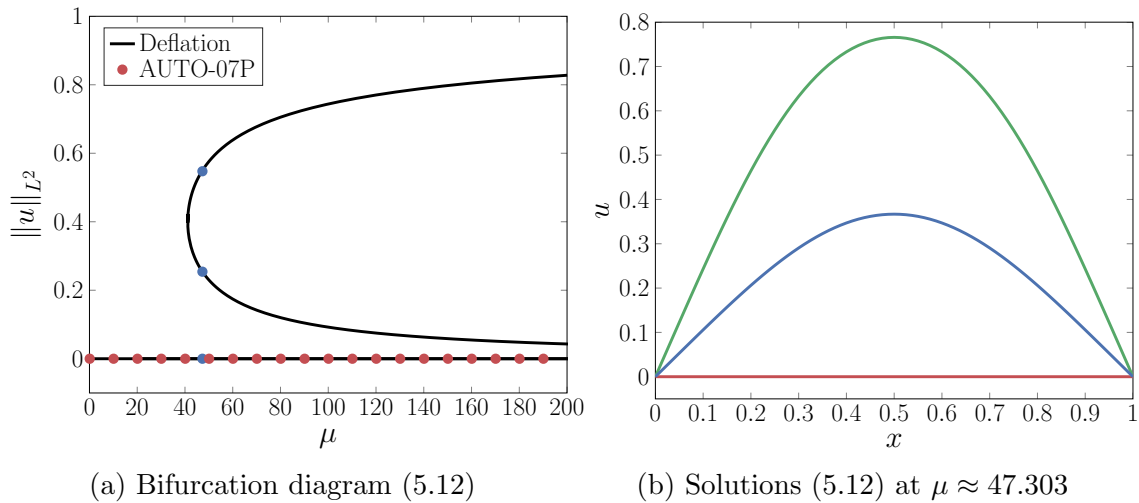 1
0.8
0.6
0.4
0.2
0
||u||_{L^2}
Deflation
AUTO-07P
0 20 40 60 80 100 120 140 160 180 200
μ
(a) Bifurcation diagram (5.12)
0.8
0.7
0.6
0.5
0.4
0.3
0.2
0.1
0
u
0 0.1 0.2 0.3 0.4 0.5 0.6 0.7 0.8 0.9 1
x
(b) Solutions (5.12) at μ ≈ 47.303